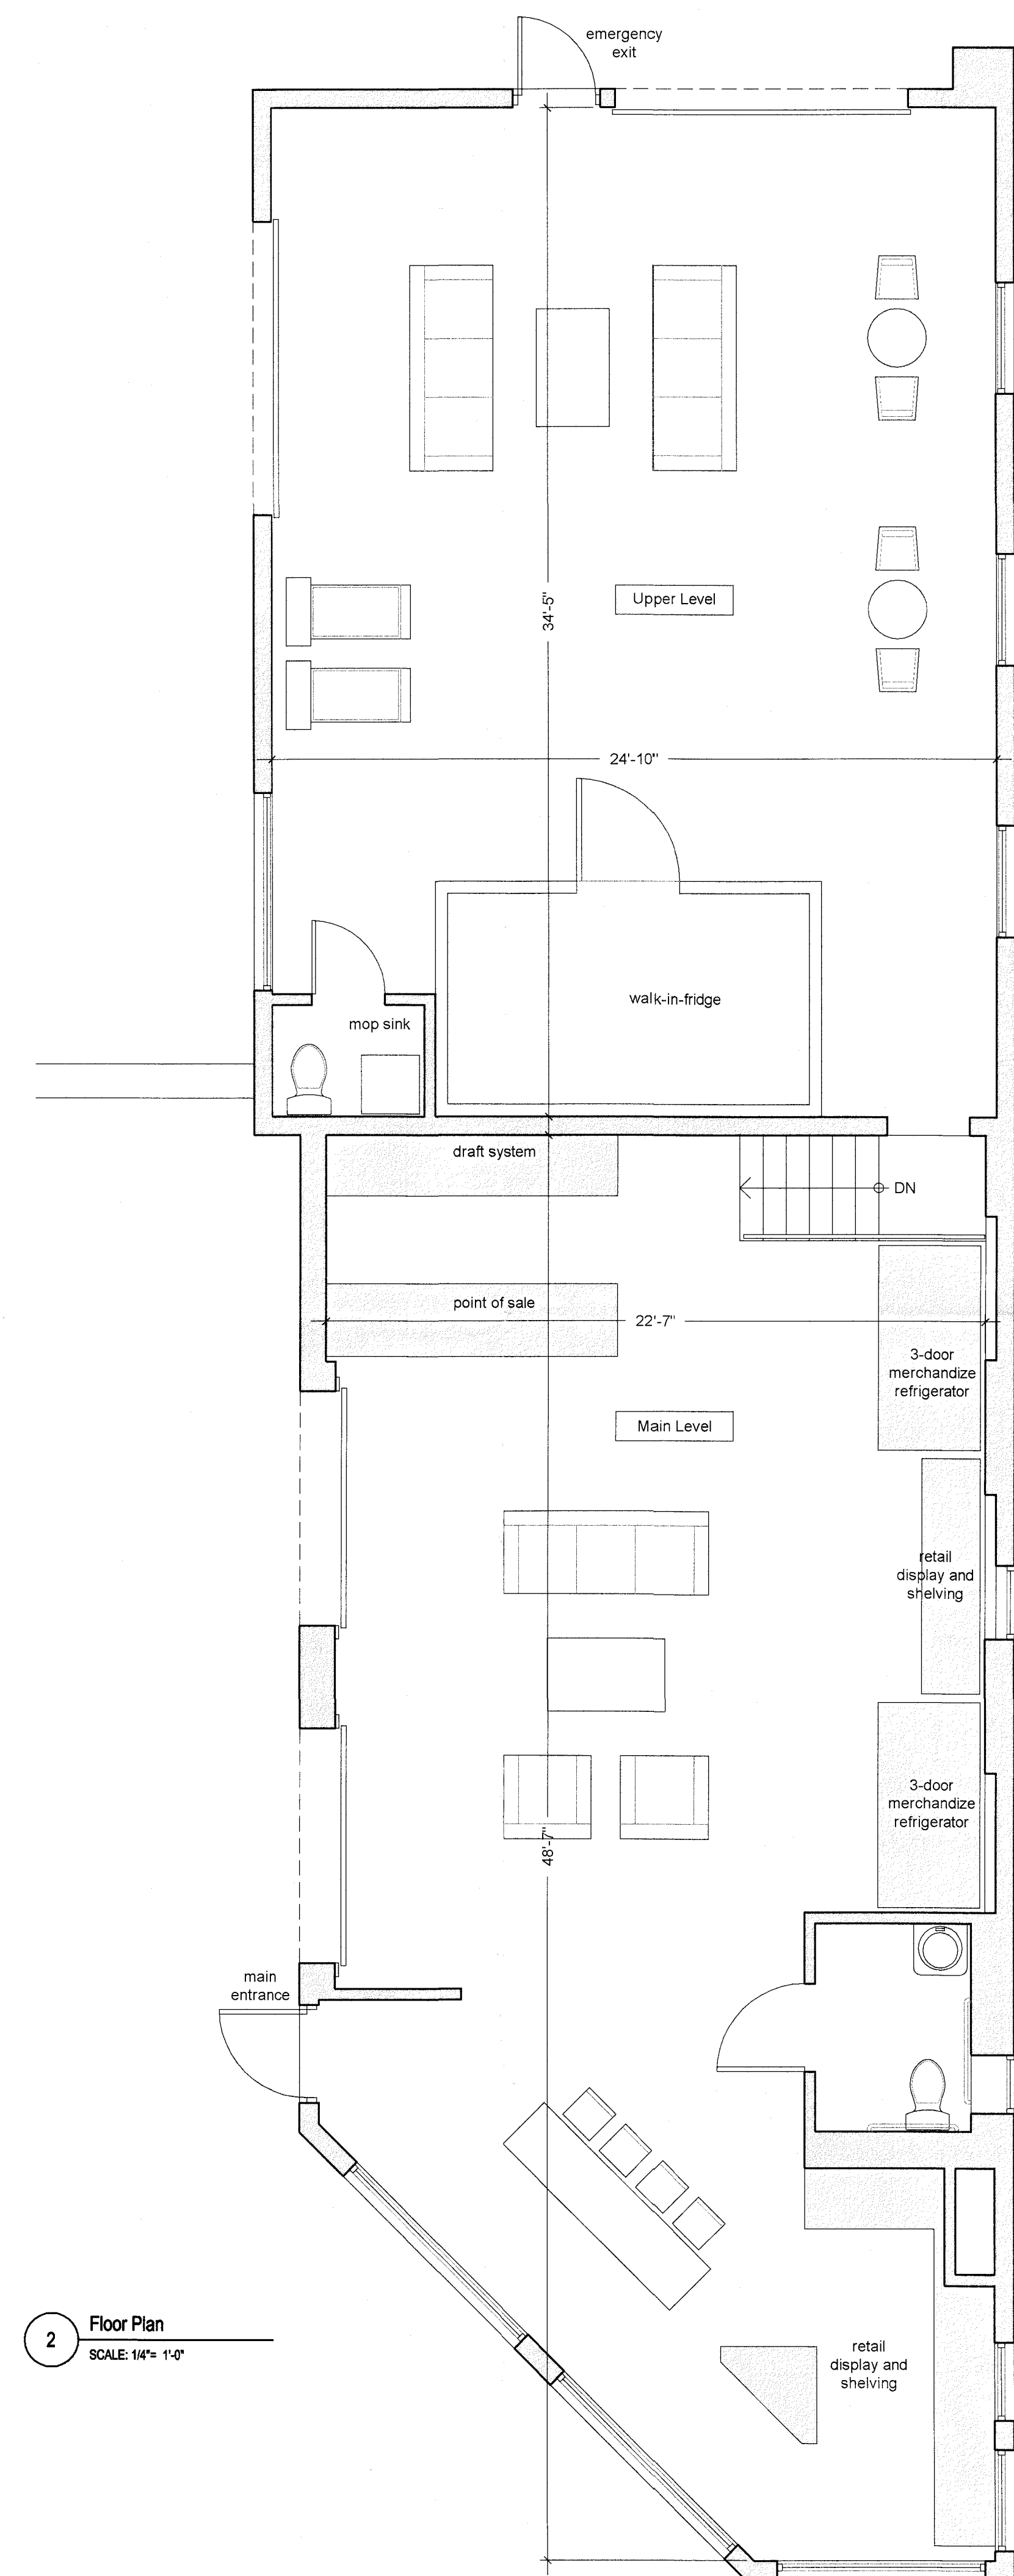 emergency
exit
Upper Level
34'-5"
24'-10"
walk-in-fridge
mop sink
draft system
DN
point of sale
22'-7"
3-door
merchandize
refrigerator
Main Level
retail
display and
shelving
3-door
merchandize
refrigerator
48'-7"
main
entrance
2
Floor Plan
SCALE: 1/4"= 1'-0"
retail
display and
shelving